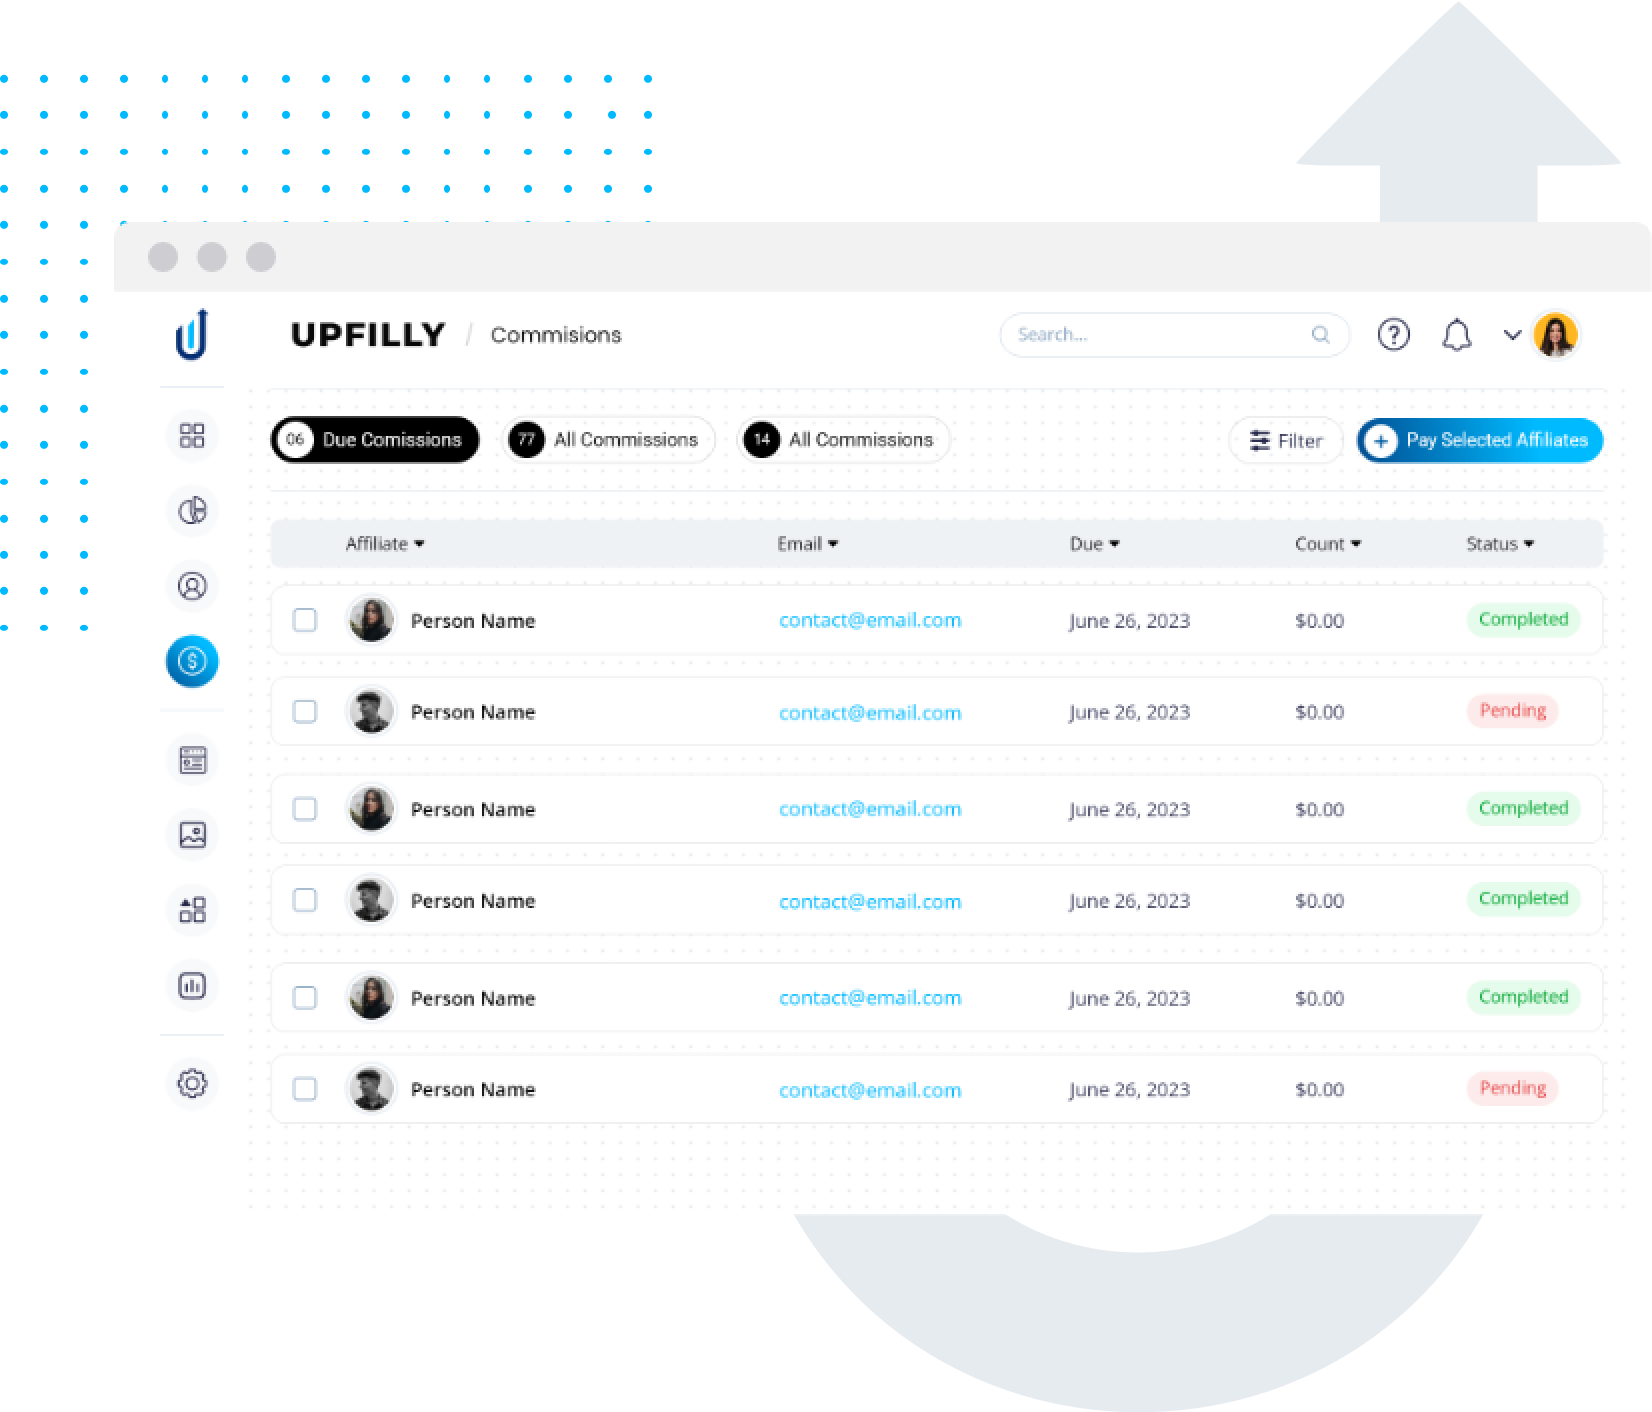 UPFILLY / Commisions Search... ?
06 Due Comissions 77 All Commissions 14 All Commissions Filter + Pay Selected Affiliates
Affiliate Email Due Count Status
Person Name contact@email.com June 26, 2023 $0.00 Completed
Person Name contact@email.com June 26, 2023 $0.00 Pending
Person Name contact@email.com June 26, 2023 $0.00 Completed
Person Name contact@email.com June 26, 2023 $0.00 Completed
Person Name contact@email.com June 26, 2023 $0.00 Completed
Person Name contact@email.com June 26, 2023 $0.00 Pending